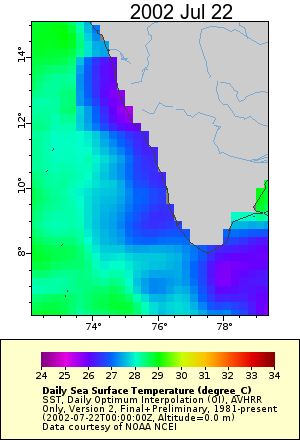 2002 Jul 22
14°
12°
10°
8°
74° 76° 78°
24 25 26 27 28 29 30 31 32 33 34
Daily Sea Surface Temperature (degree_C)
SST, Daily Optimum Interpolation (OI), AVHRR
Only, Version 2, Final+Preliminary, 1981-present
(2002-07-22T00:00:00Z, Altitude=0.0 m)
Data courtesy of NOAA NCEI